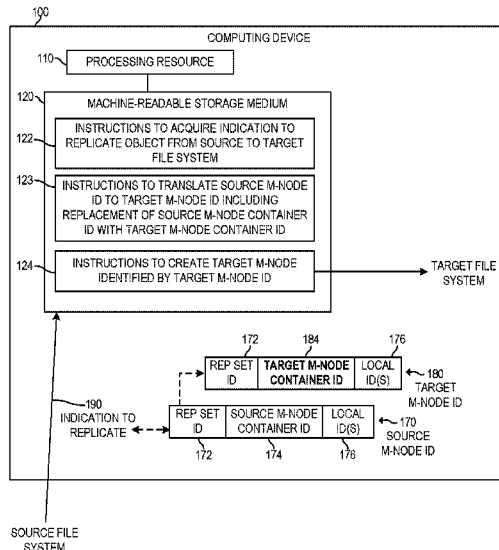 100
COMPUTING DEVICE
110
PROCESSING RESOURCE
120
MACHINE-READABLE STORAGE MEDIUM
122
INSTRUCTIONS TO ACQUIRE INDICATION TO
REPLICATE OBJECT FROM SOURCE TO TARGET
FILE SYSTEM
123
INSTRUCTIONS TO TRANSLATE SOURCE M-NODE
ID TO TARGET M-NODE ID INCLUDING
REPLACEMENT OF SOURCE M-NODE CONTAINER
ID WITH TARGET M-NODE CONTAINER ID
124
INSTRUCTIONS TO CREATE TARGET M-NODE
IDENTIFIED BY TARGET M-NODE ID
TARGET FILE
SYSTEM
172 184 176
REP SET
ID
TARGET M-NODE
CONTAINER ID
LOCAL
ID(S)
180
TARGET
M-NODE ID
190
INDICATION TO
REPLICATE
REP SET
ID
SOURCE M-NODE
CONTAINER ID
LOCAL
ID(S)
170
SOURCE
M-NODE ID
172 174 176
SOURCE FILE
SYSTEM